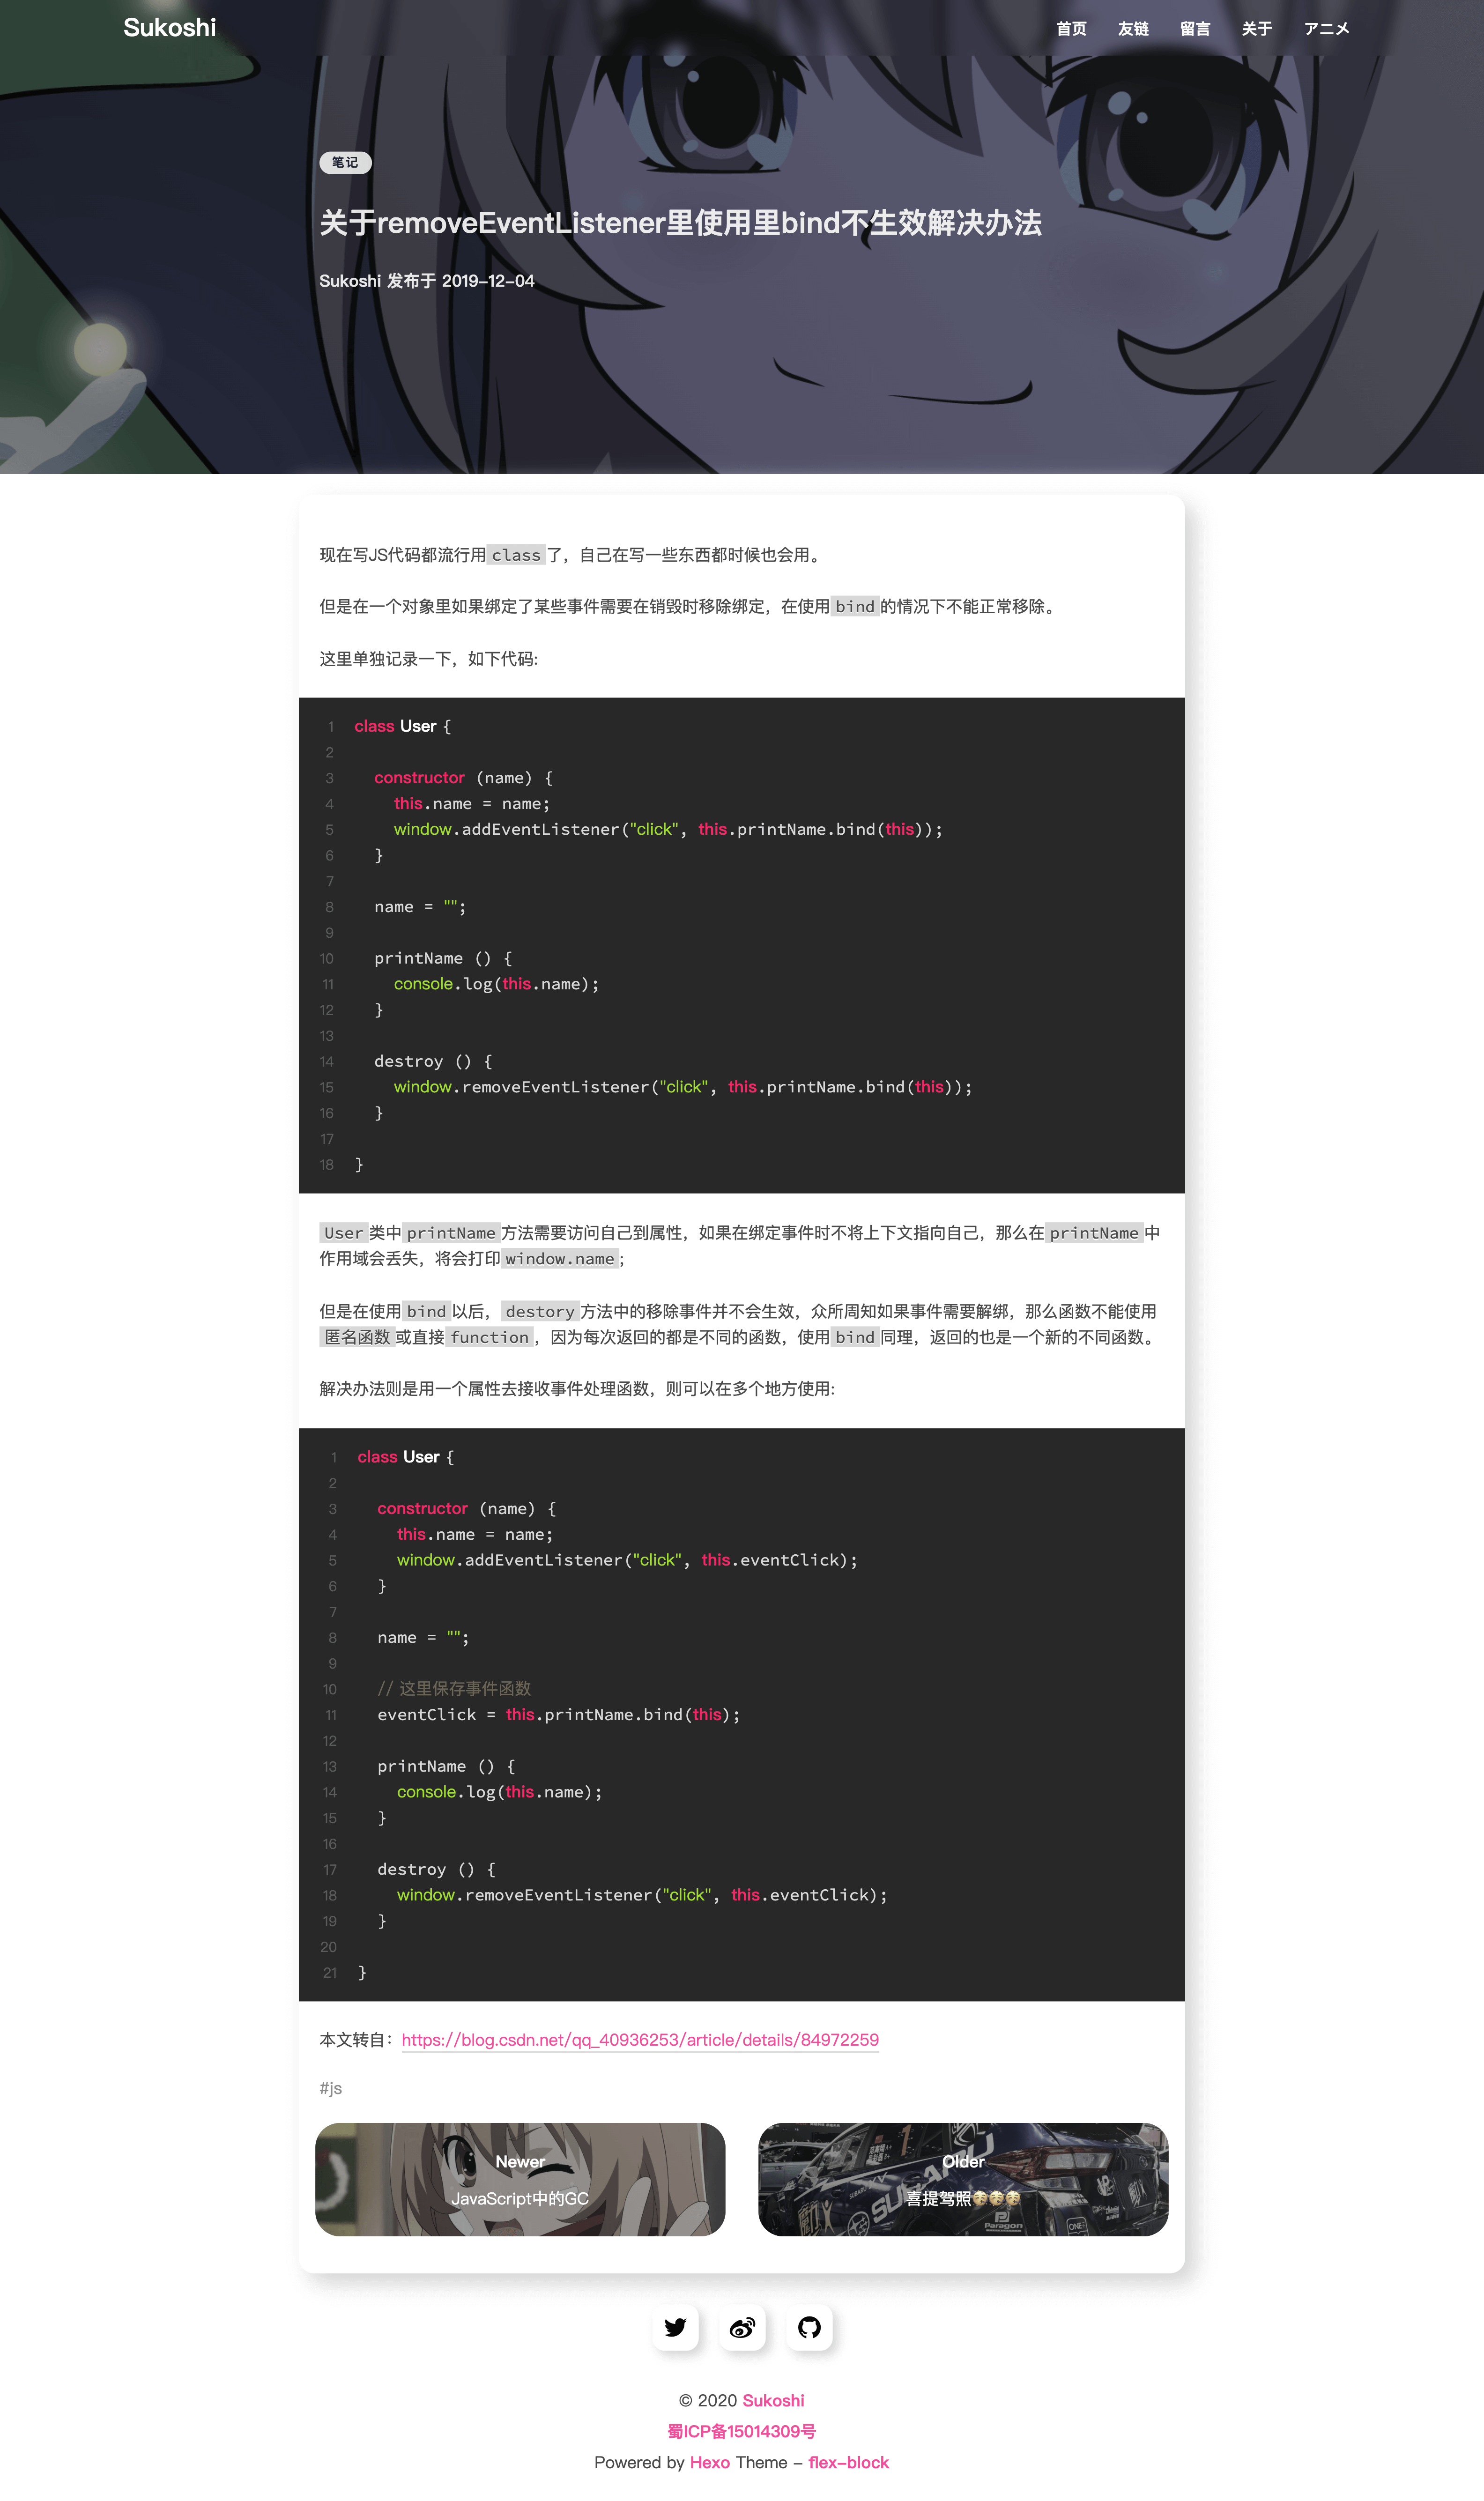 Sukoshi
首页 友链 留言 关于 アニメ
笔记
关于removeEventListener里使用里bind不生效解决办法
Sukoshi 发布于 2019-12-04
现在写JS代码都流行用 class 了，自己在写一些东西都时候也会用。
但是在一个对象里如果绑定了某些事件需要在销毁时移除绑定，在使用 bind 的情况下不能正常移除。
这里单独记录一下，如下代码:
1 class User {
2
3   constructor (name) {
4     this.name = name;
5     window.addEventListener("click", this.printName.bind(this));
6   }
7
8   name = "";
9
10   printName () {
11     console.log(this.name);
12   }
13
14   destroy () {
15     window.removeEventListener("click", this.printName.bind(this));
16   }
17
18 }
User 类中 printName 方法需要访问自己到属性，如果在绑定事件时不将上下文指向自己，那么在 printName 中
作用域会丢失，将会打印 window.name ;
但是在使用 bind 以后， destory 方法中的移除事件并不会生效，众所周知如果事件需要解绑，那么函数不能使用
匿名函数 或直接 function ，因为每次返回的都是不同的函数，使用 bind 同理，返回的也是一个新的不同函数。
解决办法则是用一个属性去接收事件处理函数，则可以在多个地方使用:
1 class User {
2
3   constructor (name) {
4     this.name = name;
5     window.addEventListener("click", this.eventClick);
6   }
7
8   name = "";
9
10   // 这里保存事件函数
11   eventClick = this.printName.bind(this);
12
13   printName () {
14     console.log(this.name);
15   }
16
17   destroy () {
18     window.removeEventListener("click", this.eventClick);
19   }
20
21 }
本文转自：https://blog.csdn.net/qq_40936253/article/details/84972259
#js
Newer
JavaScript中的GC
Older
喜提驾照😳😳😳
SUBARU
Paragon
© 2020 Sukoshi
蜀ICP备15014309号
Powered by Hexo Theme - flex-block